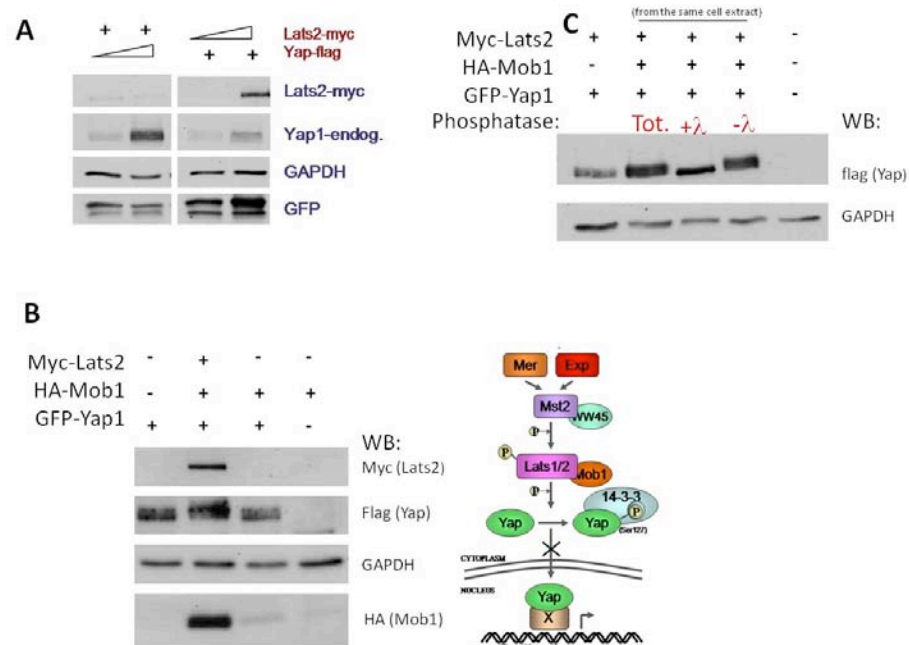 A
+ +
+ +
Lats2-myc
Yap-flag
Lats2-myc
Yap1-endog.
GAPDH
GFP
C
(from the same cell extract)
Myc-Lats2 + + + + -
HA-Mob1 - + + + -
GFP-Yap1 + + + + -
Phosphatase: Tot. +λ -λ WB:
flag (Yap)
GAPDH
B
Myc-Lats2 - + - -
HA-Mob1 - + + +
GFP-Yap1 + + + -
WB:
Myc (Lats2)
Flag (Yap)
GAPDH
HA (Mob1)
Mer Exp
Mst2
WW45
P
P
Lats1/2
Mob1
P
14-3-3
Yap Yap P
(Ser127)
CYTOPLASM
NUCLEUS
Yap
X